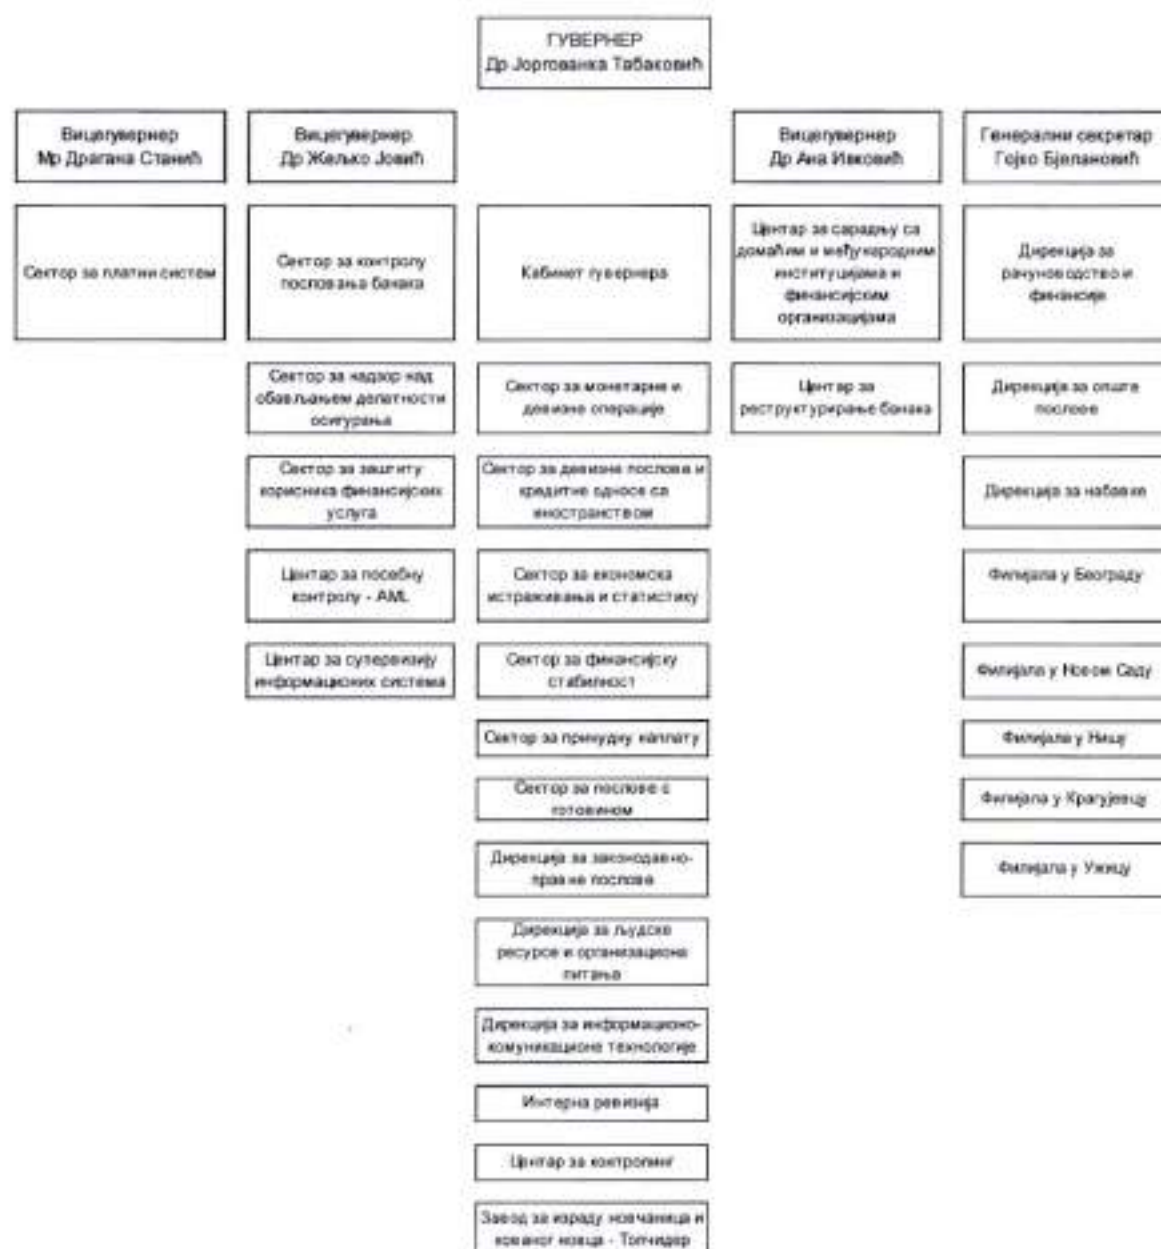 ГУВЕРНЕР
Др Јоргованка Табаковић
Вицегувернер
Мр Драгана Станић
Вицегувернер
Др Жељко Јовић
Вицегувернер
Др Ана Ивковић
Генерални секретар
Гојко Бјелановић
Сектор за платни систем
Сектор за контролу
пословања банака
Кабинет гувернера
Центар за сарадњу са
домаћим и међународним
институцијама и
финансијским
организацијама
Дирекција за
рачуноводство и
финансије
Сектор за надзор над
обављањем делатности
осигурања
Сектор за монетарне и
девизне операције
Центар за
реструктурирање банака
Дирекција за опште
послове
Сектор за заштиту
корисника финансијских
услуга
Сектор за девизне послове и
кредитне односе са
иностранством
Дирекција за набавке
Центар за посебну
контролу - AML
Сектор за економска
истраживања и статистику
Филијала у Београду
Центар за супервизију
информационих система
Сектор за финансијску
стабилност
Филијала у Новом Саду
Сектор за принудну наплату
Филијала у Нишу
Сектор за послове с
готовином
Филијала у Крагујевцу
Дирекција за законодавно-
правне послове
Филијала у Ужицу
Дирекција за људске
ресурсе и организациона
питања
Дирекција за информационо-
комуникационе технологије
Интерна ревизија
Центар за контролинг
Завод за израду новчаница и
кованог новца - Топчидер